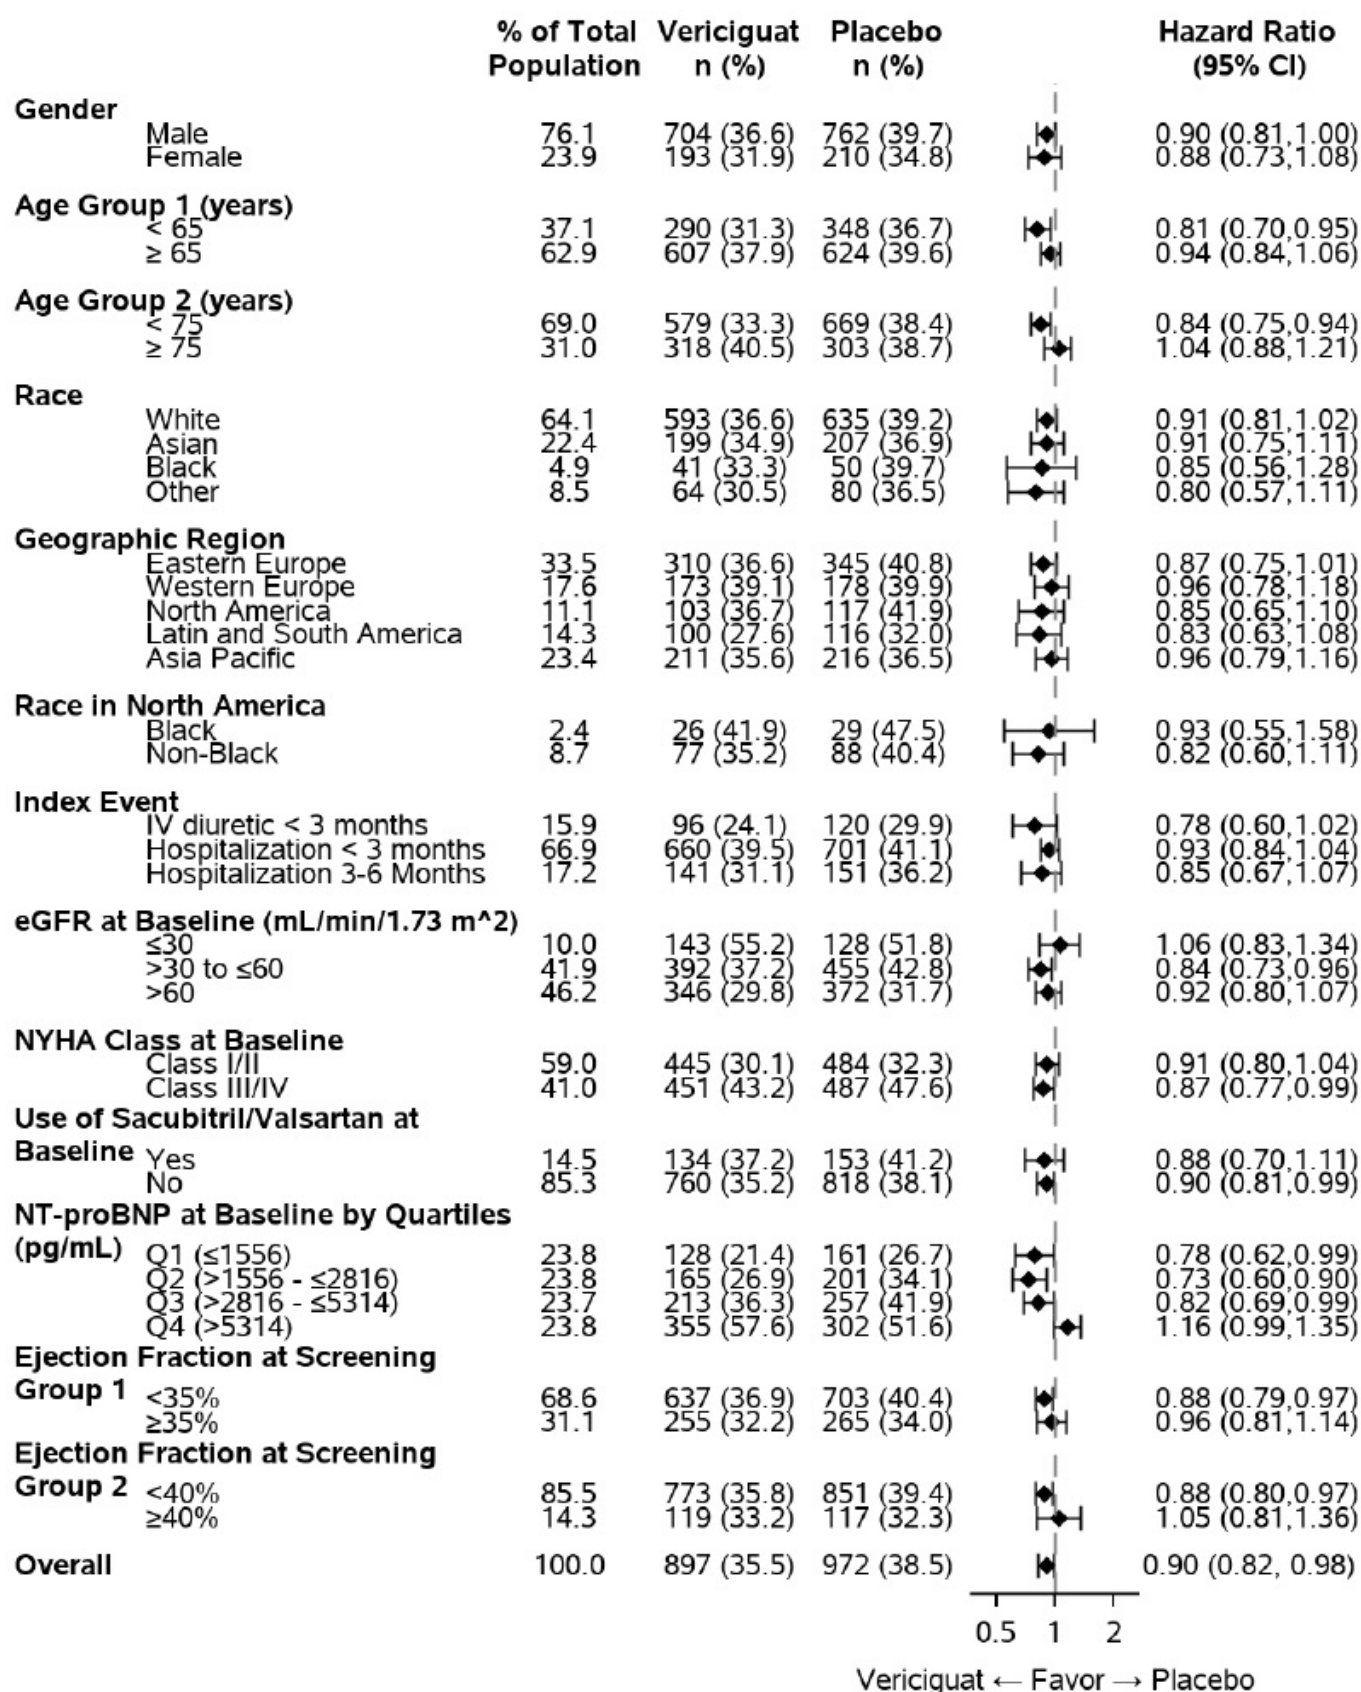 % of Total Vericiguat Placebo Hazard Ratio
Population n (%) n (%) (95% CI)
Gender
Male 76.1 704 (36.6) 762 (39.7) 0.90 (0.81,1.00)
Female 23.9 193 (31.9) 210 (34.8) 0.88 (0.73,1.08)
Age Group 1 (years)
< 65 37.1 290 (31.3) 348 (36.7) 0.81 (0.70,0.95)
≥ 65 62.9 607 (37.9) 624 (39.6) 0.94 (0.84,1.06)
Age Group 2 (years)
< 75 69.0 579 (33.3) 669 (38.4) 0.84 (0.75,0.94)
≥ 75 31.0 318 (40.5) 303 (38.7) 1.04 (0.88,1.21)
Race
White 64.1 593 (36.6) 635 (39.2) 0.91 (0.81,1.02)
Asian 22.4 199 (34.9) 207 (36.9) 0.91 (0.75,1.11)
Black 4.9 41 (33.3) 50 (39.7) 0.85 (0.56,1.28)
Other 8.5 64 (30.5) 80 (36.5) 0.80 (0.57,1.11)
Geographic Region
Eastern Europe 33.5 310 (36.6) 345 (40.8) 0.87 (0.75,1.01)
Western Europe 17.6 173 (39.1) 178 (39.9) 0.96 (0.78,1.18)
North America 11.1 103 (36.7) 117 (41.9) 0.85 (0.65,1.10)
Latin and South America 14.3 100 (27.6) 116 (32.0) 0.83 (0.63,1.08)
Asia Pacific 23.4 211 (35.6) 216 (36.5) 0.96 (0.79,1.16)
Race in North America
Black 2.4 26 (41.9) 29 (47.5) 0.93 (0.55,1.58)
Non-Black 8.7 77 (35.2) 88 (40.4) 0.82 (0.60,1.11)
Index Event
IV diuretic < 3 months 15.9 96 (24.1) 120 (29.9) 0.78 (0.60,1.02)
Hospitalization < 3 months 66.9 660 (39.5) 701 (41.1) 0.93 (0.84,1.04)
Hospitalization 3-6 Months 17.2 141 (31.1) 151 (36.2) 0.85 (0.67,1.07)
eGFR at Baseline (mL/min/1.73 m^2)
≤30 10.0 143 (55.2) 128 (51.8) 1.06 (0.83,1.34)
>30 to ≤60 41.9 392 (37.2) 455 (42.8) 0.84 (0.73,0.96)
>60 46.2 346 (29.8) 372 (31.7) 0.92 (0.80,1.07)
NYHA Class at Baseline
Class I/II 59.0 445 (30.1) 484 (32.3) 0.91 (0.80,1.04)
Class III/IV 41.0 451 (43.2) 487 (47.6) 0.87 (0.77,0.99)
Use of Sacubitril/Valsartan at
Baseline
Yes 14.5 134 (37.2) 153 (41.2) 0.88 (0.70,1.11)
No 85.3 760 (35.2) 818 (38.1) 0.90 (0.81,0.99)
NT-proBNP at Baseline by Quartiles
(pg/mL)
Q1 (≤1556) 23.8 128 (21.4) 161 (26.7) 0.78 (0.62,0.99)
Q2 (>1556 - ≤2816) 23.8 165 (26.9) 201 (34.1) 0.73 (0.60,0.90)
Q3 (>2816 - ≤5314) 23.7 213 (36.3) 257 (41.9) 0.82 (0.69,0.99)
Q4 (>5314) 23.8 355 (57.6) 302 (51.6) 1.16 (0.99,1.35)
Ejection Fraction at Screening
Group 1
<35% 68.6 637 (36.9) 703 (40.4) 0.88 (0.79,0.97)
≥35% 31.1 255 (32.2) 265 (34.0) 0.96 (0.81,1.14)
Ejection Fraction at Screening
Group 2
<40% 85.5 773 (35.8) 851 (39.4) 0.88 (0.80,0.97)
≥40% 14.3 119 (33.2) 117 (32.3) 1.05 (0.81,1.36)
Overall 100.0 897 (35.5) 972 (38.5) 0.90 (0.82, 0.98)
0.5 1 2
Vericiguat ← Favor → Placebo